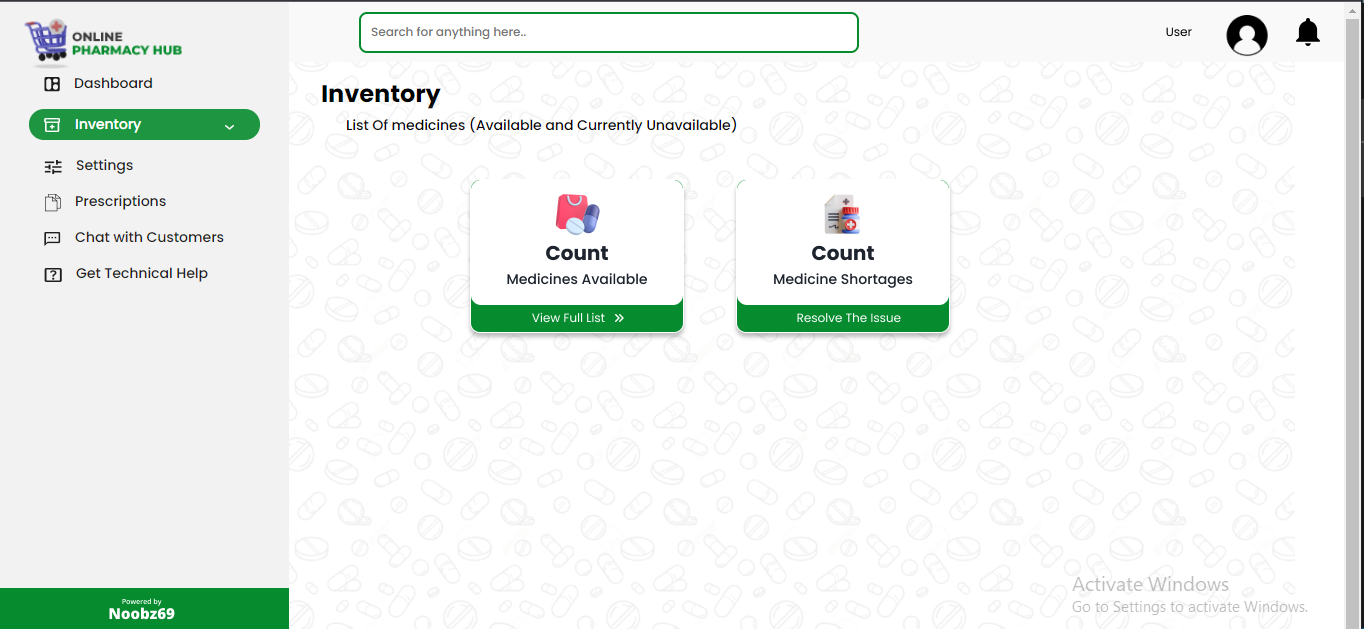 ONLINE
PHARMACY HUB
Dashboard
Inventory
Settings
Prescriptions
Chat with Customers
Get Technical Help
Powered by
Noobz69
Search for anything here..
User
Inventory
List Of medicines (Available and Currently Unavailable)
Count
Medicines Available
View Full List »
Count
Medicine Shortages
Resolve The Issue
Activate Windows
Go to Settings to activate Windows.